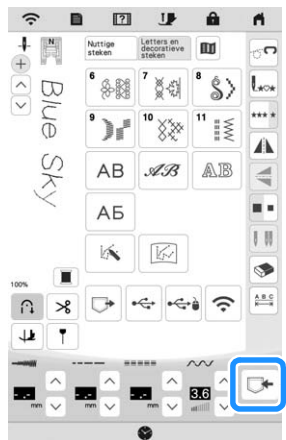 N
Nuttige
steken
Letters en
decoratieve
steken
Blue Sky
6
7
8
9
10
11
AB
AB
AB
АБ
100%
A B C
mm
mm
mm
3.6